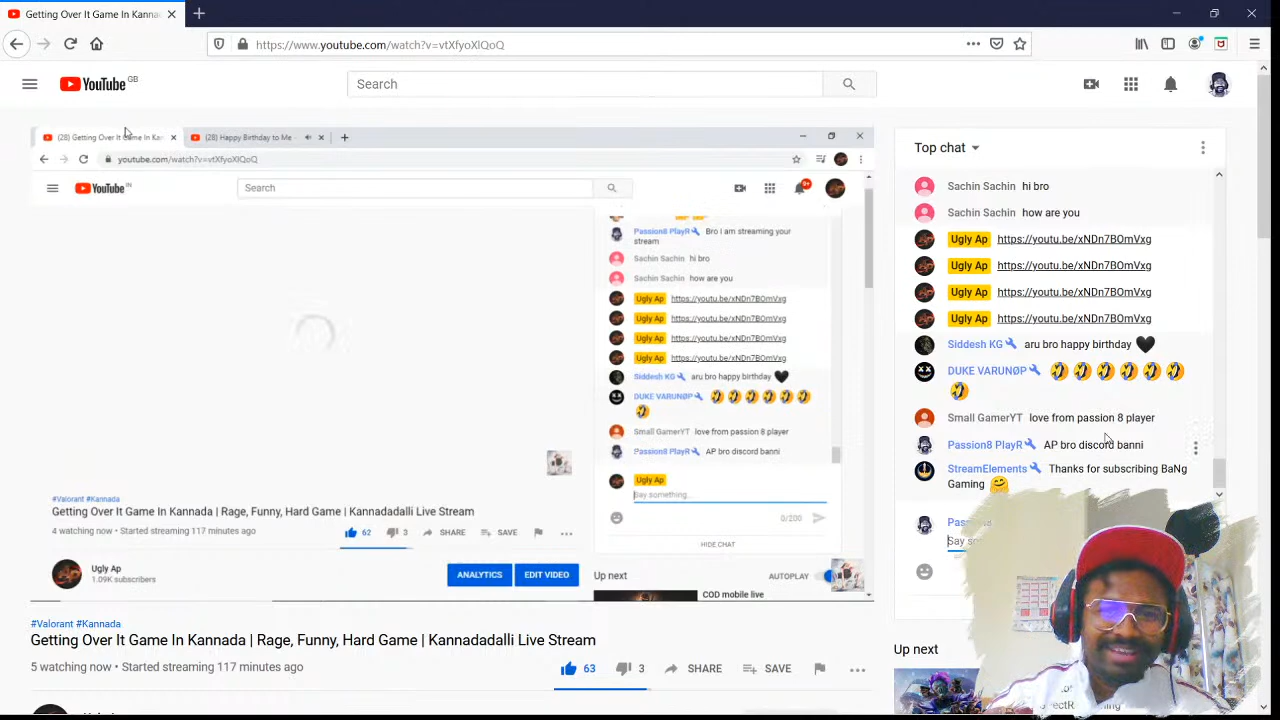 Getting Over It Game In Kanna
https://www.youtube.com/watch?v=vtXfyoXlQoQ
YouTube GB
Search
(28) Getting Over It Game In Kan
(28) Happy Birthday to Me
youtube.com/watch?v=vtXfyoXlQoQ
YouTube IN
Search
9+
Passion8 PlayR Bro I am streaming your
stream
Sachin Sachin hi bro
Sachin Sachin how are you
Ugly Ap https://youtu.be/xNDn7BOmVxg
Ugly Ap https://youtu.be/xNDn7BOmVxg
Ugly Ap https://youtu.be/xNDn7BOmVxg
Ugly Ap https://youtu.be/xNDn7BOmVxg
Siddesh KG aru bro happy birthday 🖤
DUKE VARUNØP 🤣🤣🤣🤣🤣🤣
🤣
Small GamerYT love from passion 8 player
Passion8 PlayR AP bro discord banni
Ugly Ap
Say something...
0/200
HIDE CHAT
#Valorant #Kannada
Getting Over It Game In Kannada | Rage, Funny, Hard Game | Kannadadalli Live Stream
4 watching now • Started streaming 117 minutes ago
62 3 SHARE SAVE
Ugly Ap
1.09K subscribers
ANALYTICS EDIT VIDEO
Up next AUTOPLAY
COD mobile live
#Valorant #Kannada
Getting Over It Game In Kannada | Rage, Funny, Hard Game | Kannadadalli Live Stream
5 watching now • Started streaming 117 minutes ago
63 3 SHARE SAVE
Top chat
Sachin Sachin hi bro
Sachin Sachin how are you
Ugly Ap https://youtu.be/xNDn7BOmVxg
Ugly Ap https://youtu.be/xNDn7BOmVxg
Ugly Ap https://youtu.be/xNDn7BOmVxg
Ugly Ap https://youtu.be/xNDn7BOmVxg
Siddesh KG aru bro happy birthday 🖤
DUKE VARUNØP 🤣🤣🤣🤣🤣🤣
🤣
Small GamerYT love from passion 8 player
Passion8 PlayR AP bro discord banni
StreamElements Thanks for subscribing BaNg
Gaming 🤗
Up next